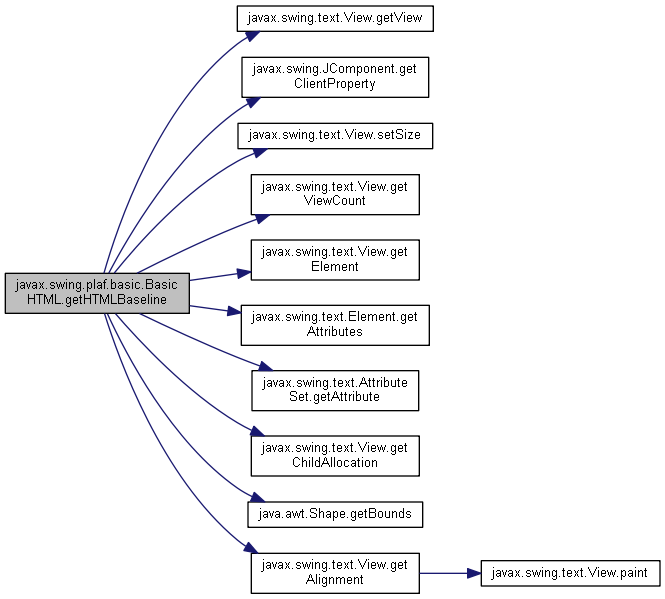 javax.swing.text.View.getView
javax.swing.JComponent.get
ClientProperty
javax.swing.text.View.setSize
javax.swing.text.View.get
ViewCount
javax.swing.text.View.get
Element
javax.swing.plaf.basic.Basic
HTML.getHTMLBaseline
javax.swing.text.Element.get
Attributes
javax.swing.text.Attribute
Set.getAttribute
javax.swing.text.View.get
ChildAllocation
java.awt.Shape.getBounds
javax.swing.text.View.get
Alignment
javax.swing.text.View.paint